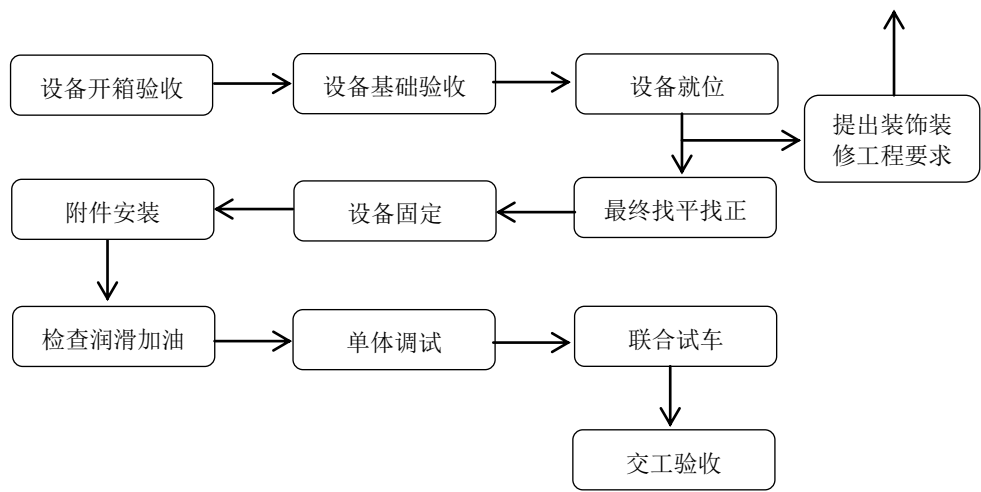 设备开箱验收
设备基础验收
设备就位
提出装饰装
修工程要求
最终找平找正
设备固定
附件安装
检查润滑加油
单体调试
联合试车
交工验收